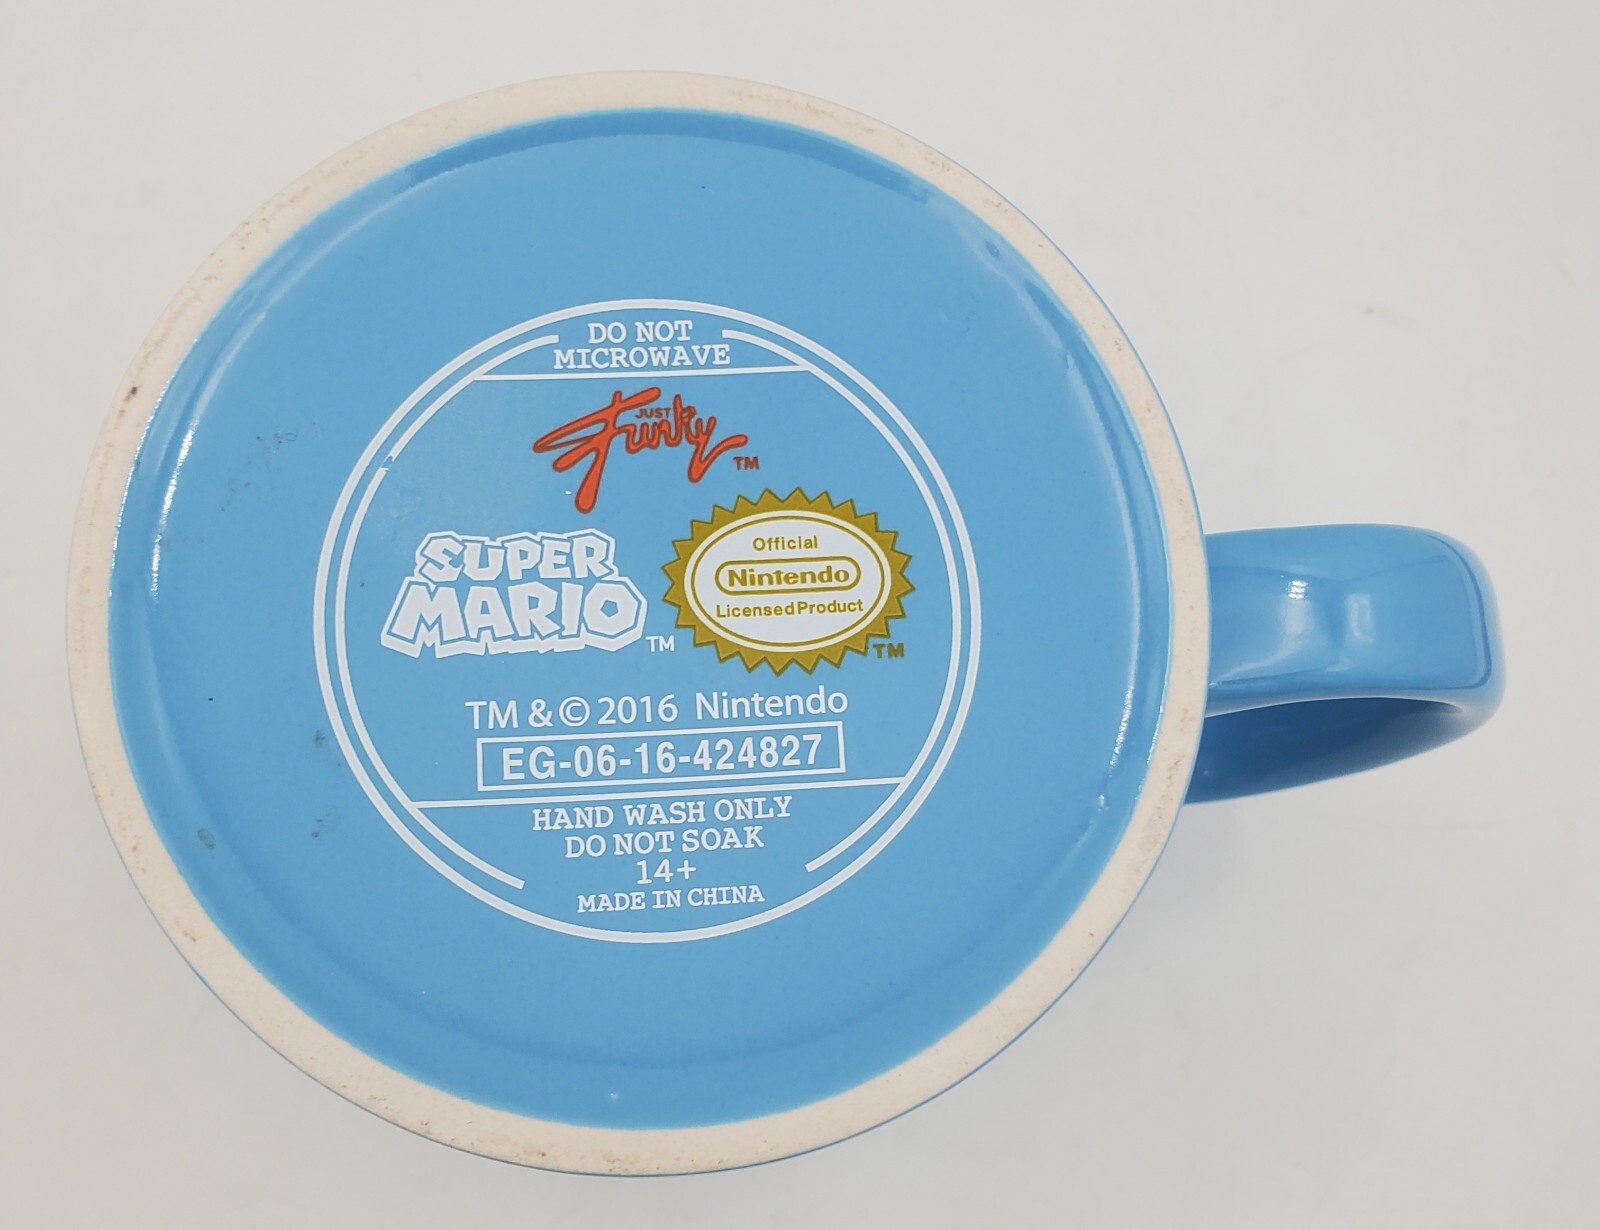 DO NOT
MICROWAVE
JUST
Funky TM
SUPER
MARIO TM
Official
Nintendo
Licensed Product
TM
TM & © 2016 Nintendo
EG-06-16-424827
HAND WASH ONLY
DO NOT SOAK
14+
MADE IN CHINA